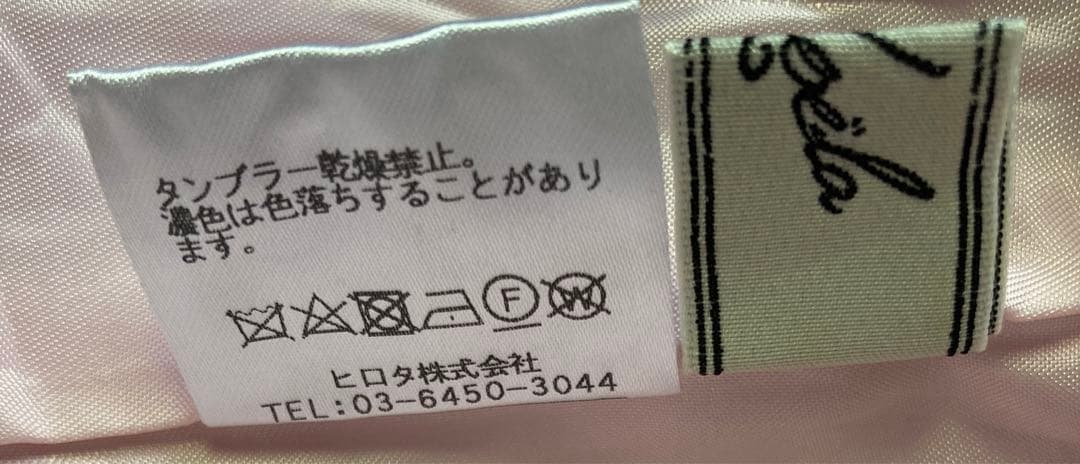 タンブラー乾燥禁止。
濃色は色落ちすることがあり
ます。
F
W
ヒロタ株式会社
TEL:03-6450-3044